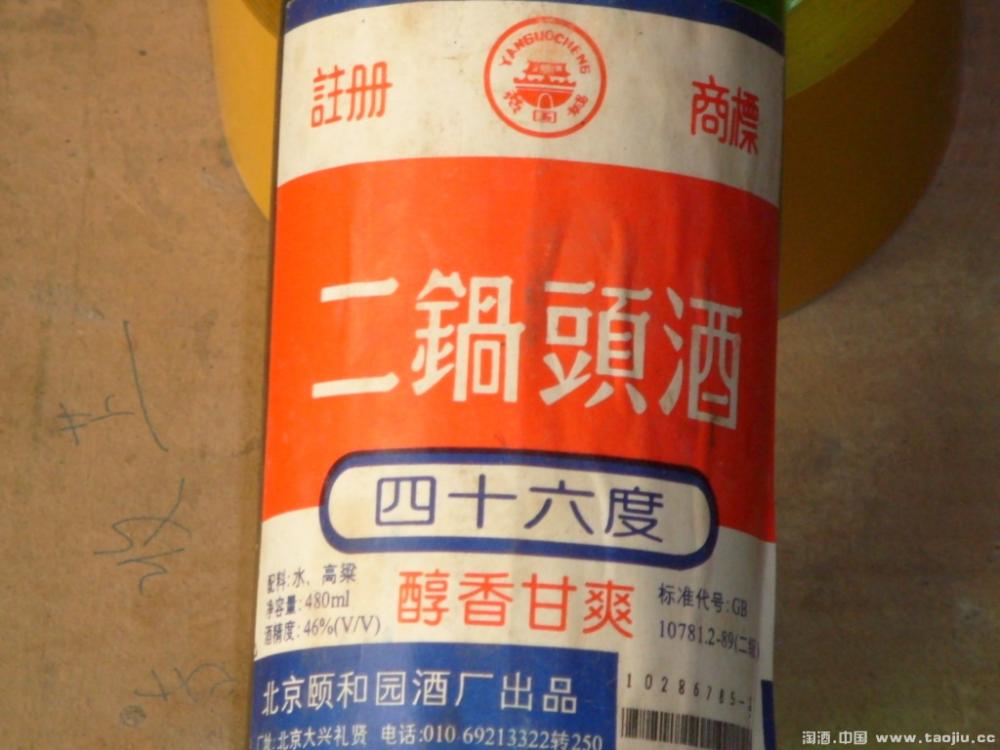 YANGUOCHENG
註册
商標
二鍋頭酒
四十六度
配料:水、高粱
净容量:480ml
酒精度:46%(V/V)
醇香甘爽
标准代号:GB
10781.2-89(二级)
北京颐和园酒厂出品
厂址:北京大兴礼贤 电话:010 69213322转250
10286785-
淘酒.中国 www.taojiu.cc